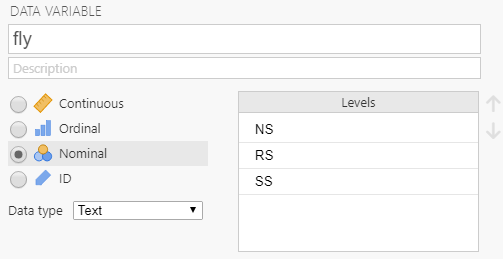 DATA VARIABLE
fly
Description
Continuous
Ordinal
Nominal
ID
Data type Text
Levels
NS
RS
SS